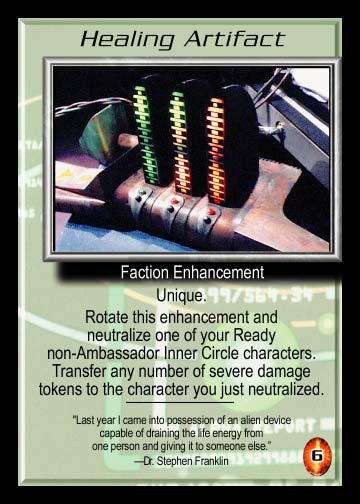 Healing Artifact
Faction Enhancement
Unique.
Rotate this enhancement and
neutralize one of your Ready
non-Ambassador Inner Circle characters.
Transfer any number of severe damage
tokens to the character you just neutralized.
"Last year I came into possession of an alien device
capable of draining the life energy from
one person and giving it to someone else."
—Dr. Stephen Franklin
6